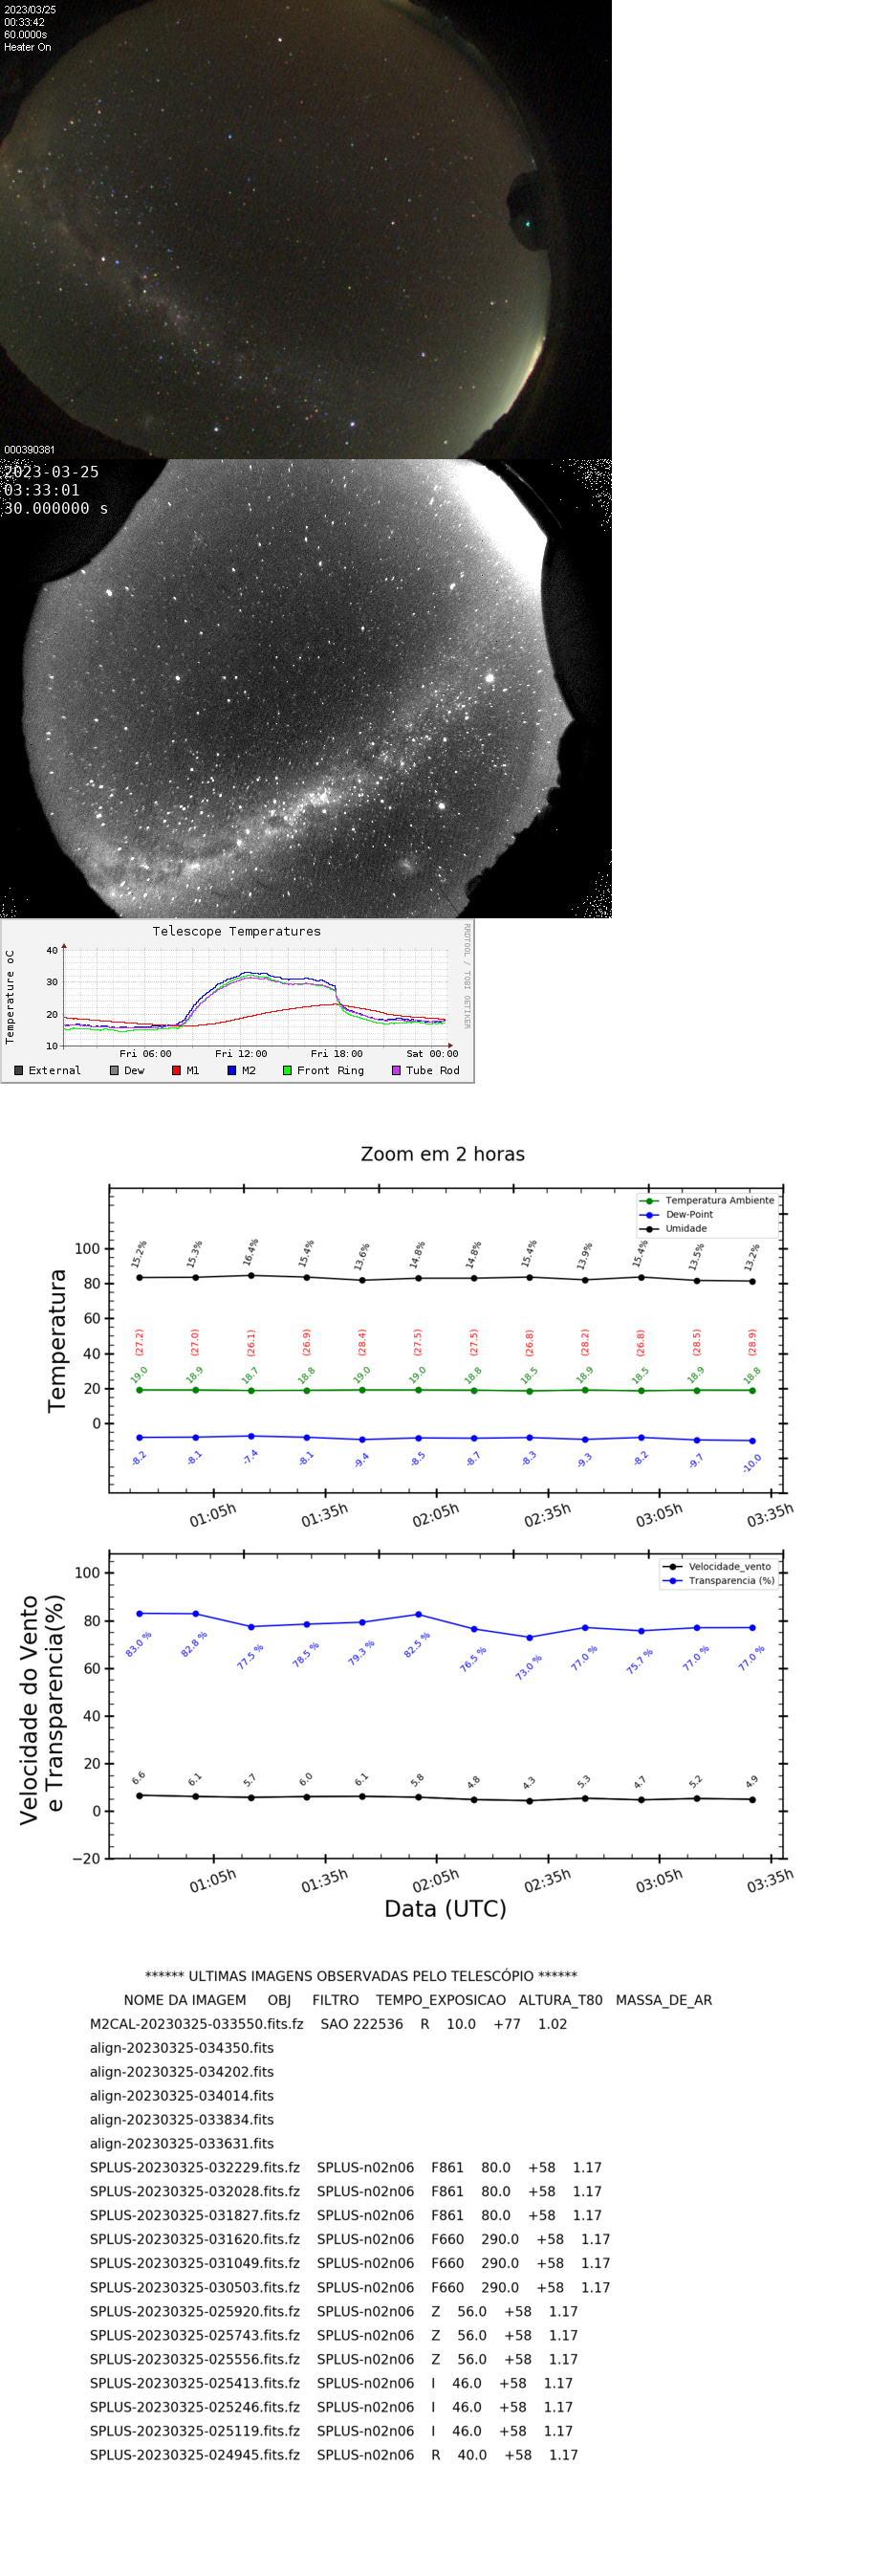 2023/03/25
00:33:42
60.0000s
Heater On
000390381
2023-03-25
03:33:01
30.000000 s
Telescope Temperatures
RRDTOOL / TOBI OETIKER
Temperature oC
40
30
20
10
Fri 06:00 Fri 12:00 Fri 18:00 Sat 00:00
External Dew M1 M2 Front Ring Tube Rod
Zoom em 2 horas
Temperatura Ambiente
Dew-Point
Umidade
Temperatura
100
80
60
40
20
0
15.2% 15.3% 16.4% 15.4% 13.6% 14.8% 14.8% 15.4% 13.9% 15.4% 13.5% 13.2%
(27.2) (27.0) (26.1) (26.9) (28.4) (27.5) (27.5) (26.8) (28.2) (26.8) (28.5) (28.9)
19.0 18.9 18.7 18.8 19.0 19.0 18.8 18.5 18.9 18.5 18.9 18.8
-8.2 -8.1 -7.4 -8.1 -9.4 -8.5 -8.7 -8.3 -9.3 -8.2 -9.7 -10.0
01:05h 01:35h 02:05h 02:35h 03:05h 03:35h
Velocidade_vento
Transparencia (%)
Velocidade do Vento
e Transparencia(%)
100
80
60
40
20
0
−20
83.0 % 82.8 % 77.5 % 78.5 % 79.3 % 82.5 % 76.5 % 73.0 % 77.0 % 75.7 % 77.0 % 77.0 %
6.6 6.1 5.7 6.0 6.1 5.8 4.8 4.3 5.3 4.7 5.2 4.9
01:05h 01:35h 02:05h 02:35h 03:05h 03:35h
Data (UTC)
****** ULTIMAS IMAGENS OBSERVADAS PELO TELESCÓPIO ******
NOME DA IMAGEM OBJ FILTRO TEMPO_EXPOSICAO ALTURA_T80 MASSA_DE_AR
M2CAL-20230325-033550.fits.fz SAO 222536 R 10.0 +77 1.02
align-20230325-034350.fits
align-20230325-034202.fits
align-20230325-034014.fits
align-20230325-033834.fits
align-20230325-033631.fits
SPLUS-20230325-032229.fits.fz SPLUS-n02n06 F861 80.0 +58 1.17
SPLUS-20230325-032028.fits.fz SPLUS-n02n06 F861 80.0 +58 1.17
SPLUS-20230325-031827.fits.fz SPLUS-n02n06 F861 80.0 +58 1.17
SPLUS-20230325-031620.fits.fz SPLUS-n02n06 F660 290.0 +58 1.17
SPLUS-20230325-031049.fits.fz SPLUS-n02n06 F660 290.0 +58 1.17
SPLUS-20230325-030503.fits.fz SPLUS-n02n06 F660 290.0 +58 1.17
SPLUS-20230325-025920.fits.fz SPLUS-n02n06 Z 56.0 +58 1.17
SPLUS-20230325-025743.fits.fz SPLUS-n02n06 Z 56.0 +58 1.17
SPLUS-20230325-025556.fits.fz SPLUS-n02n06 Z 56.0 +58 1.17
SPLUS-20230325-025413.fits.fz SPLUS-n02n06 I 46.0 +58 1.17
SPLUS-20230325-025246.fits.fz SPLUS-n02n06 I 46.0 +58 1.17
SPLUS-20230325-025119.fits.fz SPLUS-n02n06 I 46.0 +58 1.17
SPLUS-20230325-024945.fits.fz SPLUS-n02n06 R 40.0 +58 1.17